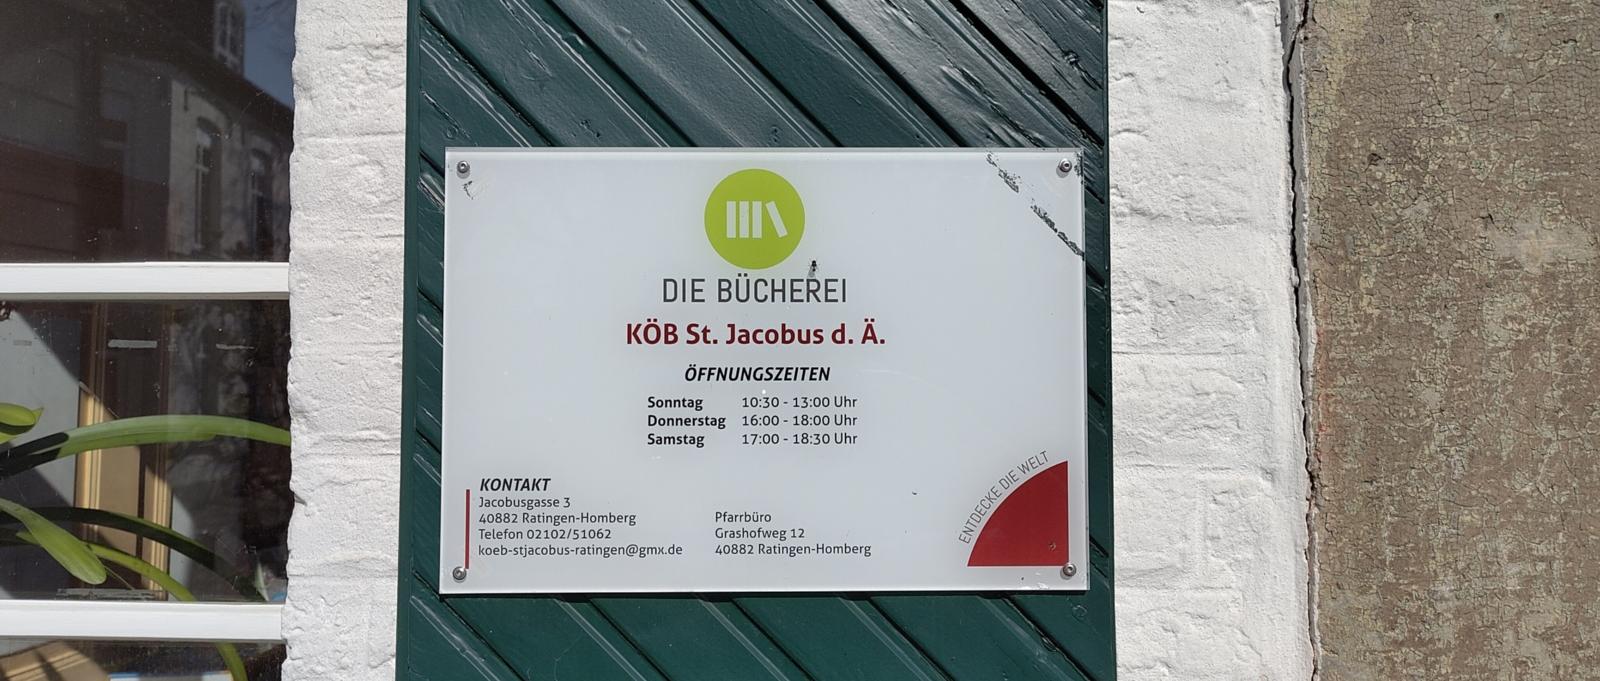 DIE BÜCHEREI
KÖB St. Jacobus d. Ä.
ÖFFNUNGSZEITEN
Sonntag 10:30 - 13:00 Uhr
Donnerstag 16:00 - 18:00 Uhr
Samstag 17:00 - 18:30 Uhr
KONTAKT
Jacobusgasse 3
40882 Ratingen-Homberg
Telefon 02102/51062
koeb-stjacobus-ratingen@gmx.de
Pfarrbüro
Grashofweg 12
40882 Ratingen-Homberg
ENTDECKE DIE WELT